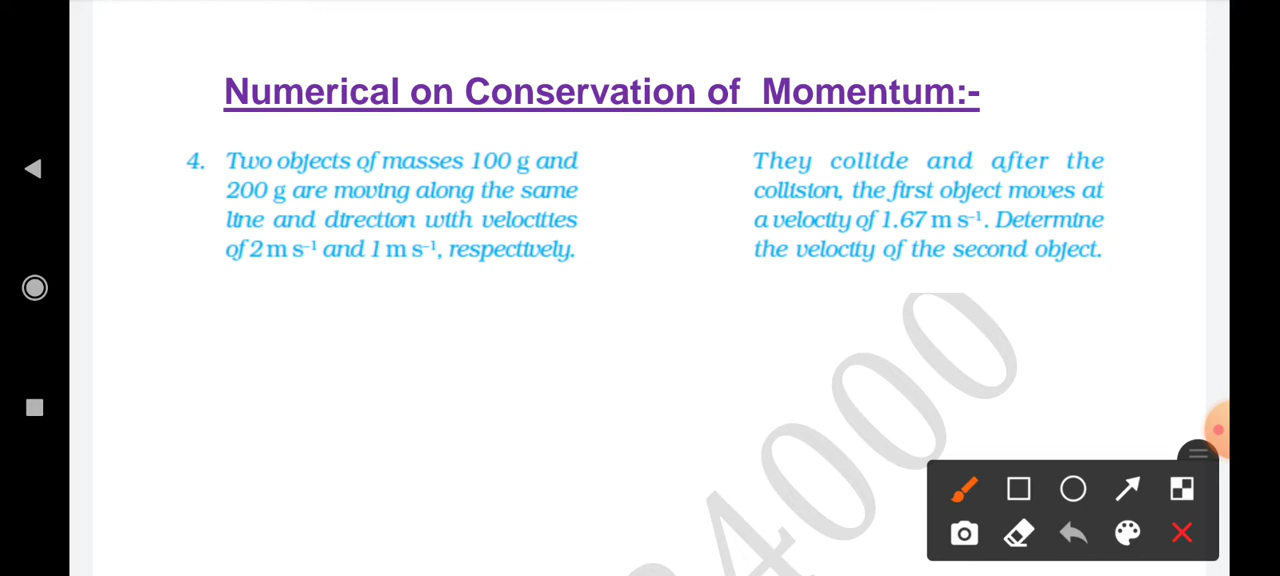 Numerical on Conservation of Momentum:-
4. Two objects of masses 100 g and
200 g are moving along the same
line and direction with velocities
of 2 m s⁻¹ and 1 m s⁻¹, respectively.
They collide and after the
collision, the first object moves at
a velocity of 1.67 m s⁻¹. Determine
the velocity of the second object.
400